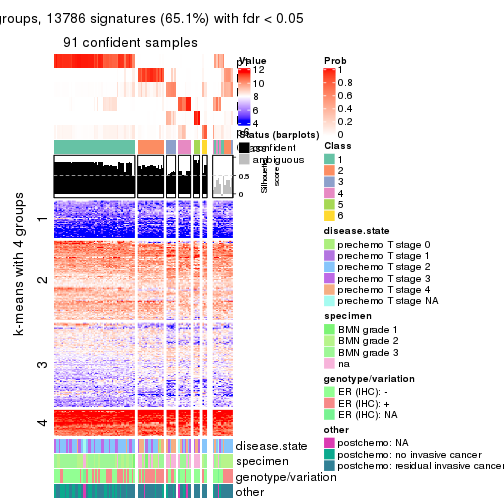 groups, 13786 signatures (65.1%) with fdr < 0.05
91 confident samples
Value
12
10
8
6
4
Prob
1
0.8
0.6
0.4
0.2
0
Status (barplots)
confident
ambiguous
1
0.5
0
Silhouette
score
Class
1
2
3
4
5
6
k-means with 4 groups
1
2
3
4
disease.state
prechemo T stage 0
prechemo T stage 1
prechemo T stage 2
prechemo T stage 3
prechemo T stage 4
prechemo T stage NA
specimen
BMN grade 1
BMN grade 2
BMN grade 3
na
genotype/variation
ER (IHC): -
ER (IHC): +
ER (IHC): NA
other
postchemo: NA
postchemo: no invasive cancer
postchemo: residual invasive cancer
disease.state
specimen
genotype/variation
other